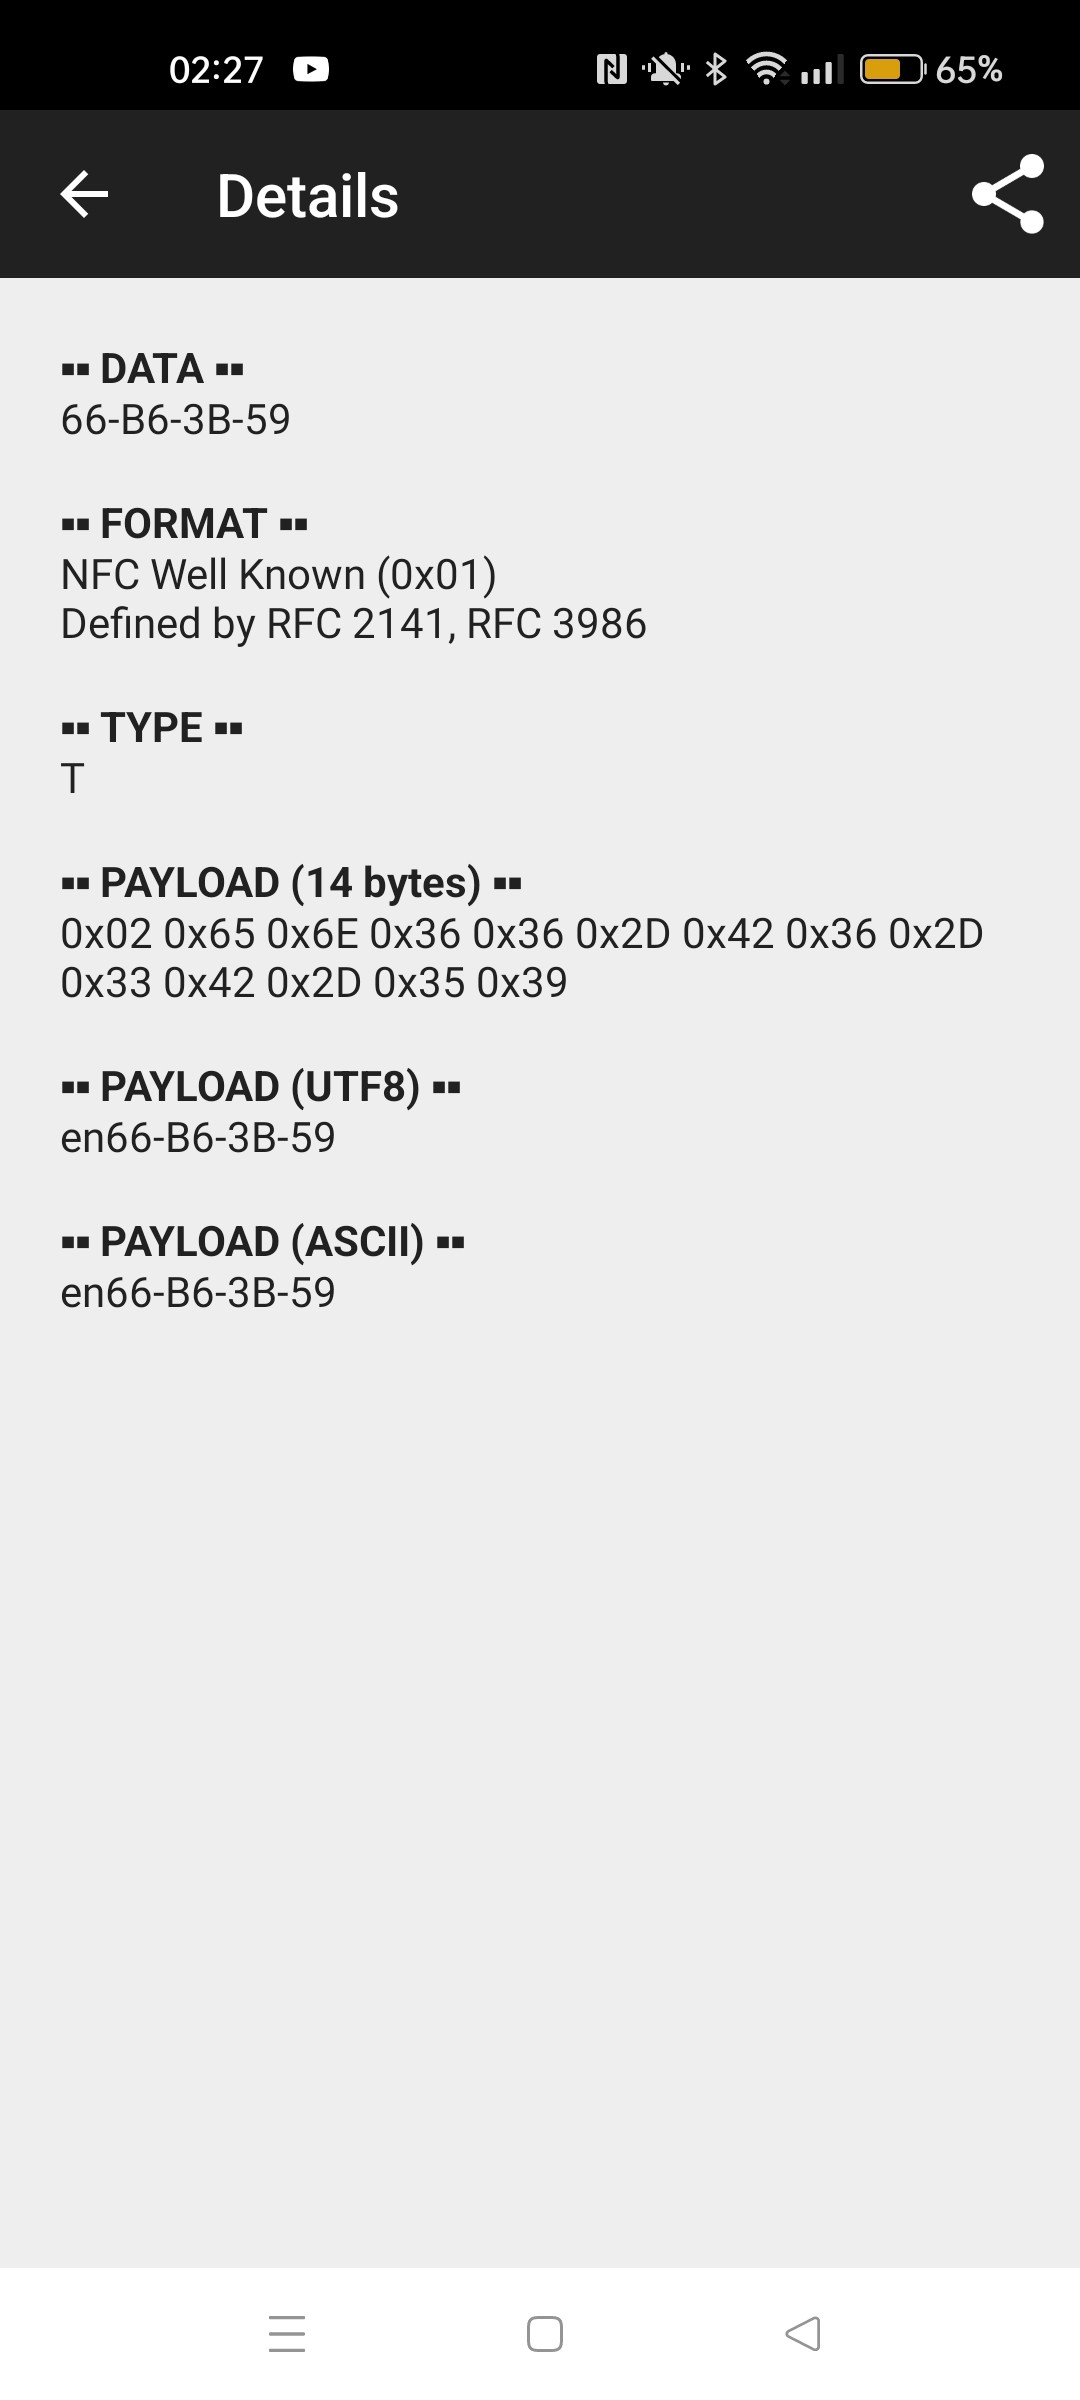 02:27
65%
Details
▪▪ DATA ▪▪
66-B6-3B-59
▪▪ FORMAT ▪▪
NFC Well Known (0x01)
Defined by RFC 2141, RFC 3986
▪▪ TYPE ▪▪
T
▪▪ PAYLOAD (14 bytes) ▪▪
0x02 0x65 0x6E 0x36 0x36 0x2D 0x42 0x36 0x2D
0x33 0x42 0x2D 0x35 0x39
▪▪ PAYLOAD (UTF8) ▪▪
en66-B6-3B-59
▪▪ PAYLOAD (ASCII) ▪▪
en66-B6-3B-59